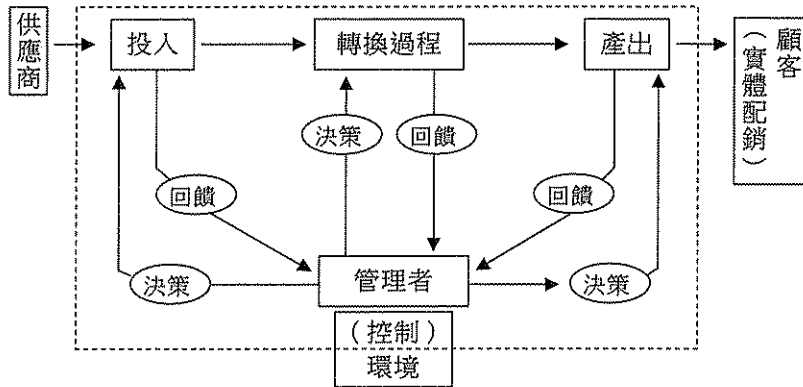 供應商
投入
轉換過程
產出
顧客
（實體配銷）
決策
回饋
回饋
回饋
決策
管理者
決策
（控制）
環境